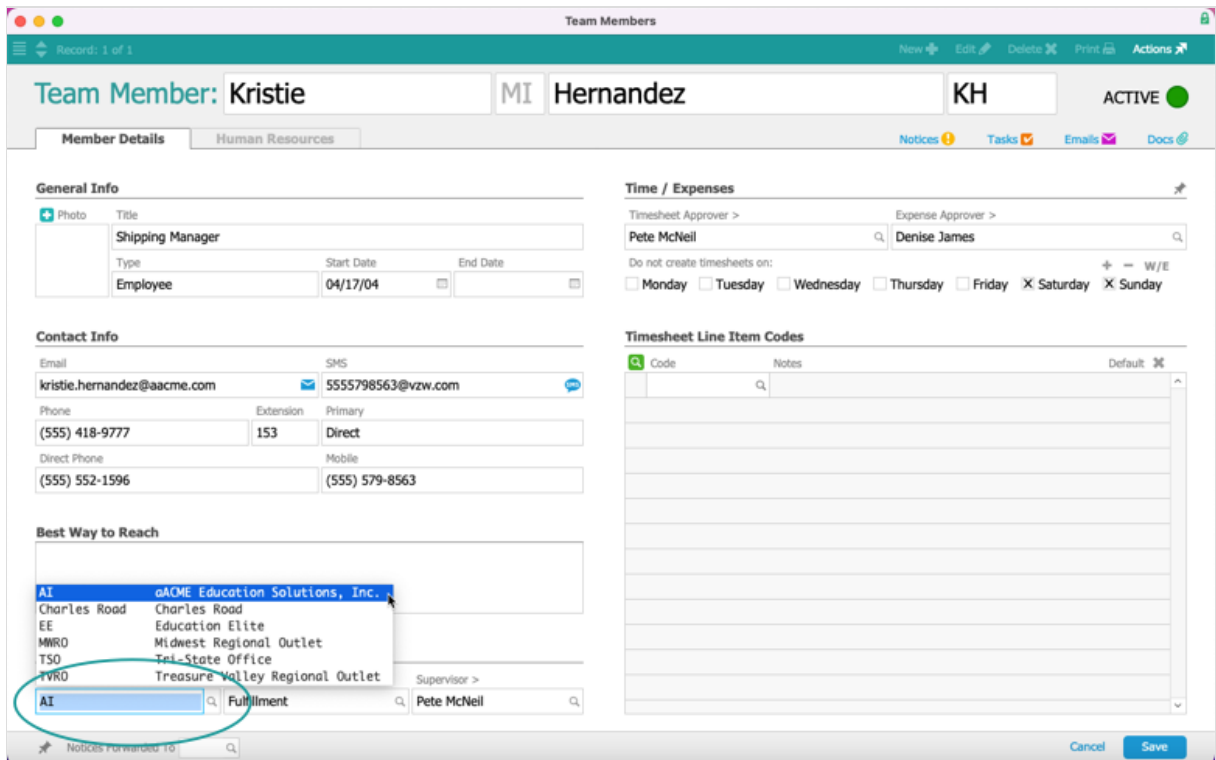 Team Members
Record: 1 of 1 New Edit Delete Print Actions
Team Member: Kristie MI Hernandez KH ACTIVE
Member Details Human Resources Notices Tasks Emails Docs
General Info
Photo Title
Shipping Manager
Type Start Date End Date
Employee 04/17/04
Contact Info
Email SMS
kristie.hernandez@aacme.com 5555798563@vzw.com SMS
Phone Extension Primary
(555) 418-9777 153 Direct
Direct Phone Mobile
(555) 552-1596 (555) 579-8563
Best Way to Reach
AI aACME Education Solutions, Inc.
Charles Road Charles Road
EE Education Elite
MWRO Midwest Regional Outlet
TSO Tri-State Office
TVRO Treasure Valley Regional Outlet
Supervisor >
AI Fulfillment Pete McNeil
Time / Expenses
Timesheet Approver > Expense Approver >
Pete McNeil Denise James
Do not create timesheets on: + − W/E
Monday Tuesday Wednesday Thursday Friday X Saturday X Sunday
Timesheet Line Item Codes
Code Notes Default
Notices Forwarded To Cancel Save